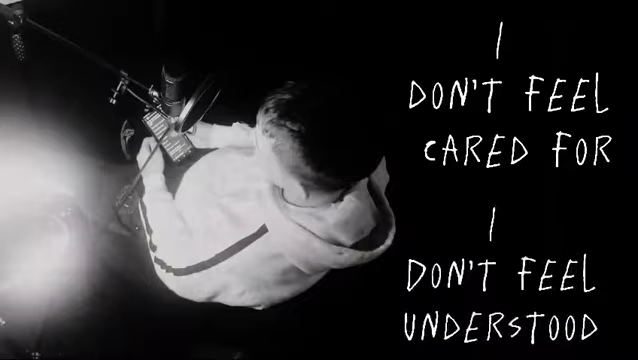 I
DON'T FEEL
CARED FOR
I
DON'T FEEL
UNDERSTOOD